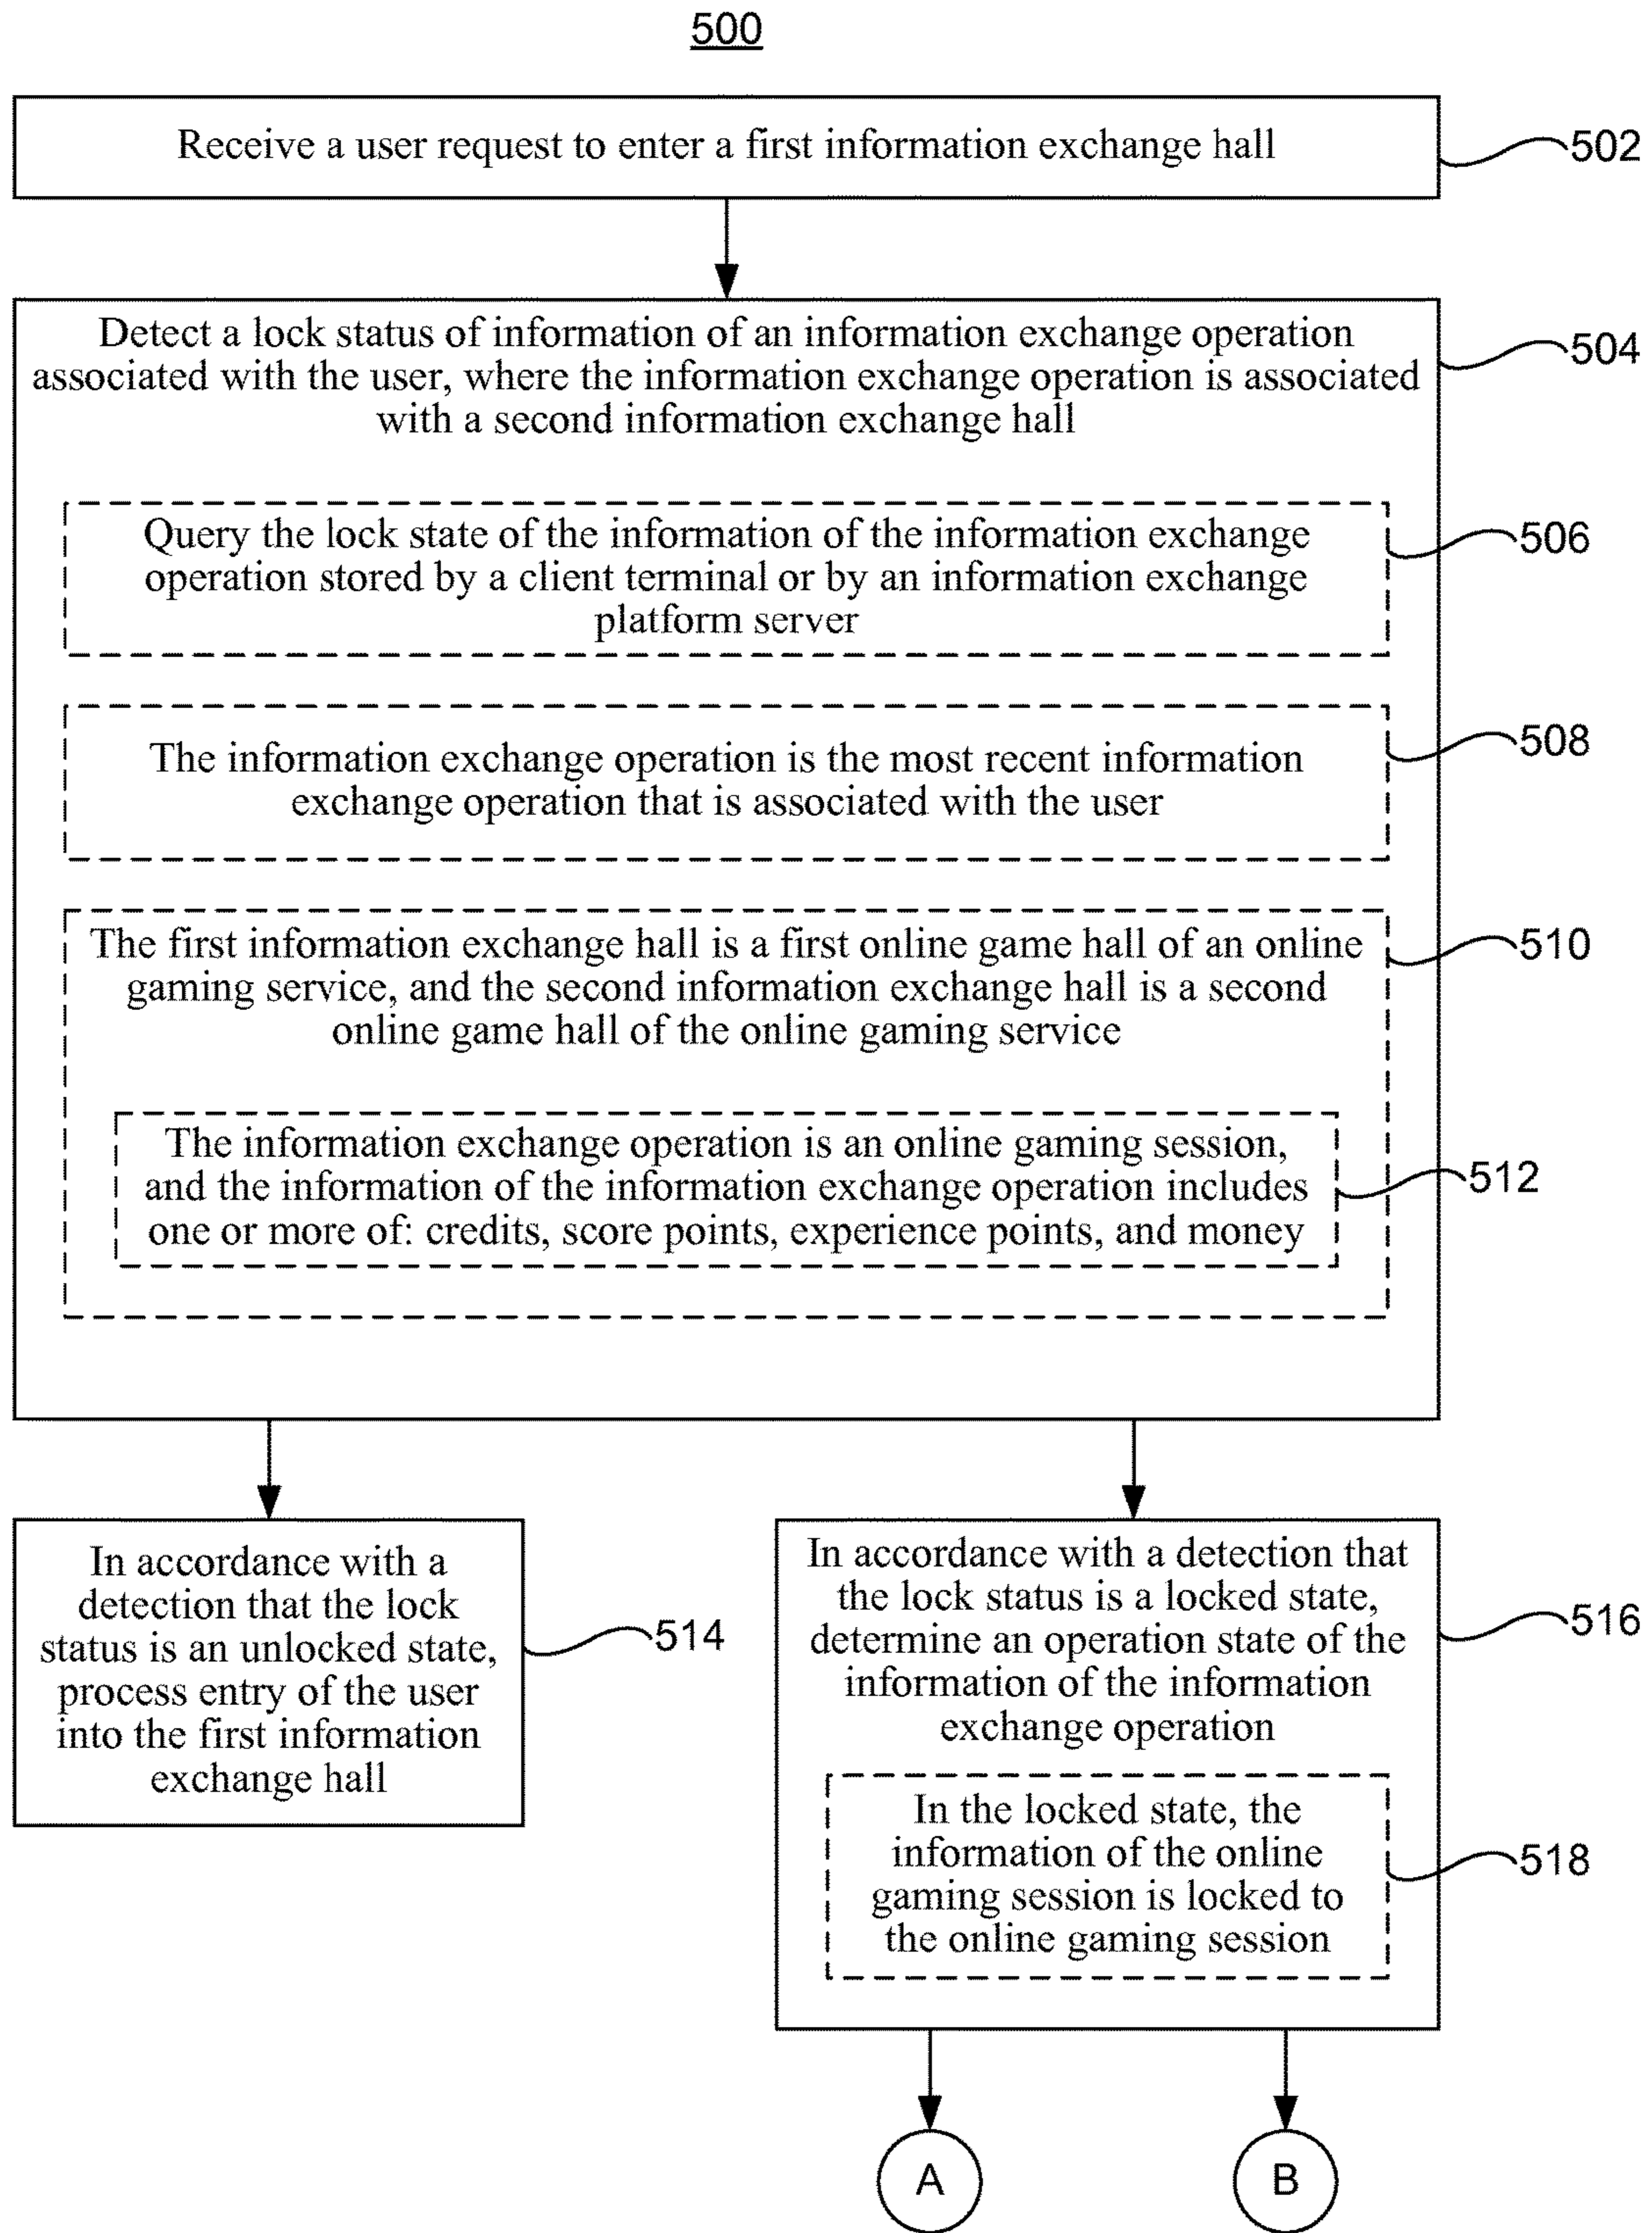 500
Receive a user request to enter a first information exchange hall
502
Detect a lock status of information of an information exchange operation
associated with the user, where the information exchange operation is associated
with a second information exchange hall
504
Query the lock state of the information of the information exchange
operation stored by a client terminal or by an information exchange
platform server
506
The information exchange operation is the most recent information
exchange operation that is associated with the user
508
The first information exchange hall is a first online game hall of an online
gaming service, and the second information exchange hall is a second
online game hall of the online gaming service
510
The information exchange operation is an online gaming session,
and the information of the information exchange operation includes
one or more of: credits, score points, experience points, and money
512
In accordance with a
detection that the lock
status is an unlocked state,
process entry of the user
into the first information
exchange hall
514
In accordance with a detection that
the lock status is a locked state,
determine an operation state of the
information of the information
exchange operation
516
In the locked state, the
information of the online
gaming session is locked to
the online gaming session
518
A
B